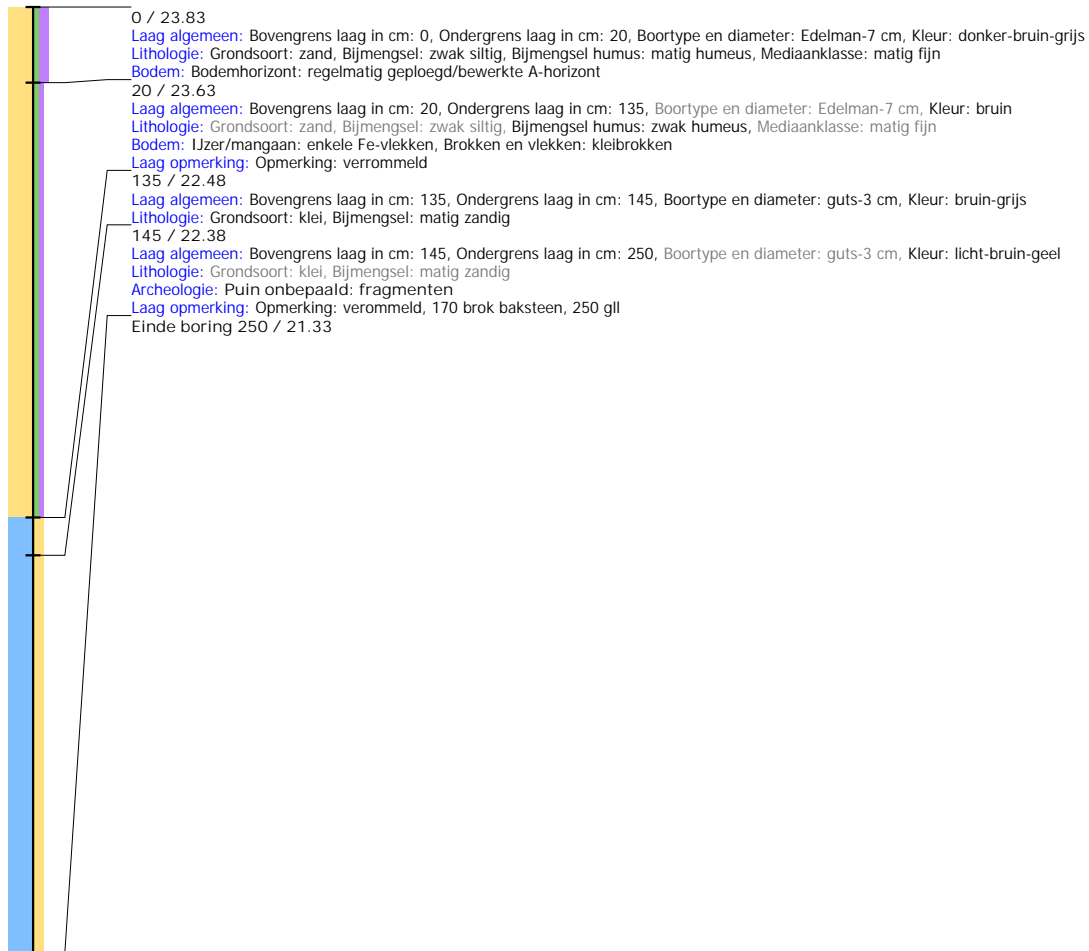 0 / 23.83
Laag algemeen: Bovengrens laag in cm: 0, Ondergrens laag in cm: 20, Boortype en diameter: Edelman-7 cm, Kleur: donker-bruin-grijs
Lithologie: Grondsoort: zand, Bijmengsel: zwak siltig, Bijmengsel humus: matig humeus, Mediaanklasse: matig fijn
Bodem: Bodemhorizont: regelmatig geploegd/bewerkte A-horizont
20 / 23.63
Laag algemeen: Bovengrens laag in cm: 20, Ondergrens laag in cm: 135, Boortype en diameter: Edelman-7 cm, Kleur: bruin
Lithologie: Grondsoort: zand, Bijmengsel: zwak siltig, Bijmengsel humus: zwak humeus, Mediaanklasse: matig fijn
Bodem: IJzer/mangaan: enkele Fe-vlekken, Brokken en vlekken: kleibrokken
Laag opmerking: Opmerking: verrommeld
135 / 22.48
Laag algemeen: Bovengrens laag in cm: 135, Ondergrens laag in cm: 145, Boortype en diameter: guts-3 cm, Kleur: bruin-grijs
Lithologie: Grondsoort: klei, Bijmengsel: matig zandig
145 / 22.38
Laag algemeen: Bovengrens laag in cm: 145, Ondergrens laag in cm: 250, Boortype en diameter: guts-3 cm, Kleur: licht-bruin-geel
Lithologie: Grondsoort: klei, Bijmengsel: matig zandig
Archeologie: Puin onbepaald: fragmenten
Laag opmerking: Opmerking: verommeld, 170 brok baksteen, 250 gll
Einde boring 250 / 21.33